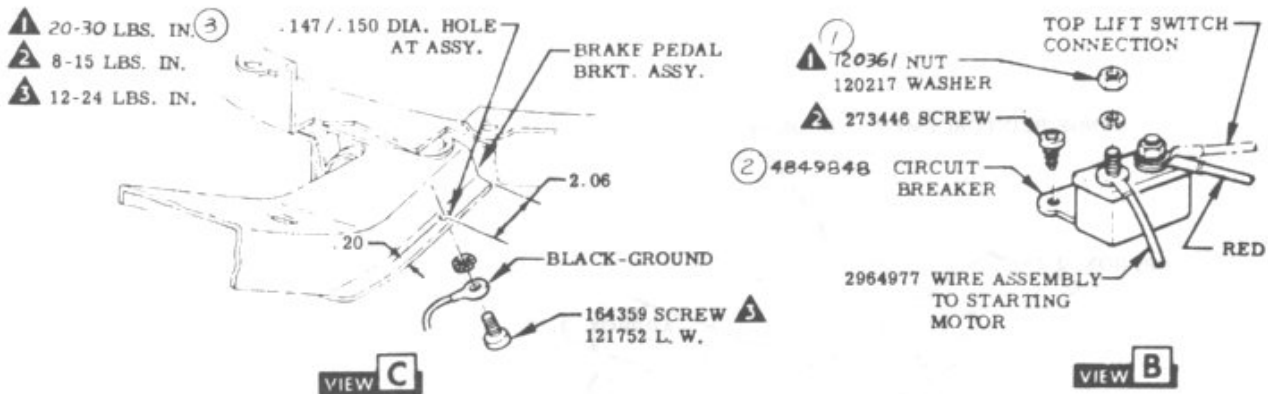 1 20-30 LBS. IN. 3
2 8-15 LBS. IN.
3 12-24 LBS. IN.
.147/.150 DIA. HOLE
AT ASSY.
BRAKE PEDAL
BRKT. ASSY.
2.06
.20
BLACK-GROUND
164359 SCREW 3
121752 L. W.
VIEW C
TOP LIFT SWITCH
CONNECTION
1
1 120361 NUT
120217 WASHER
2 273446 SCREW
2 4849848 CIRCUIT
BREAKER
RED
2964977 WIRE ASSEMBLY
TO STARTING
MOTOR
VIEW B